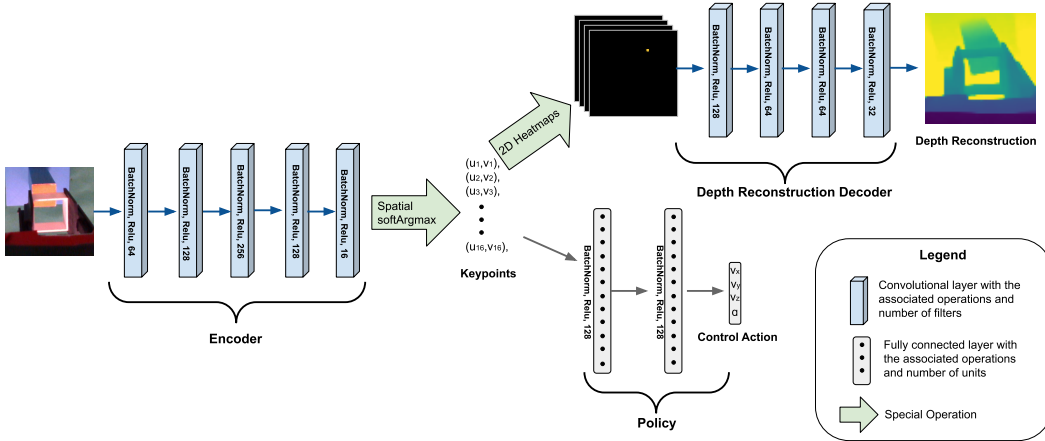 BatchNorm, Relu, 64
BatchNorm, Relu, 128
BatchNorm, Relu, 256
BatchNorm, Relu, 128
BatchNorm, Relu, 16
Encoder
Spatial
softArgmax
(u1,v1),
(u2,v2),
(u3,v3),
(u16,v16),
Keypoints
2D Heatmaps
BatchNorm, Relu, 128
BatchNorm, Relu, 64
BatchNorm, Relu, 64
BatchNorm, Relu, 32
Depth Reconstruction
Depth Reconstruction Decoder
BatchNorm, Relu, 128
BatchNorm, Relu, 128
vx
vy
vz
α
Control Action
Policy
Legend
Convolutional layer with the
associated operations and
number of filters
Fully connected layer with
the associated operations
and number of units
Special Operation